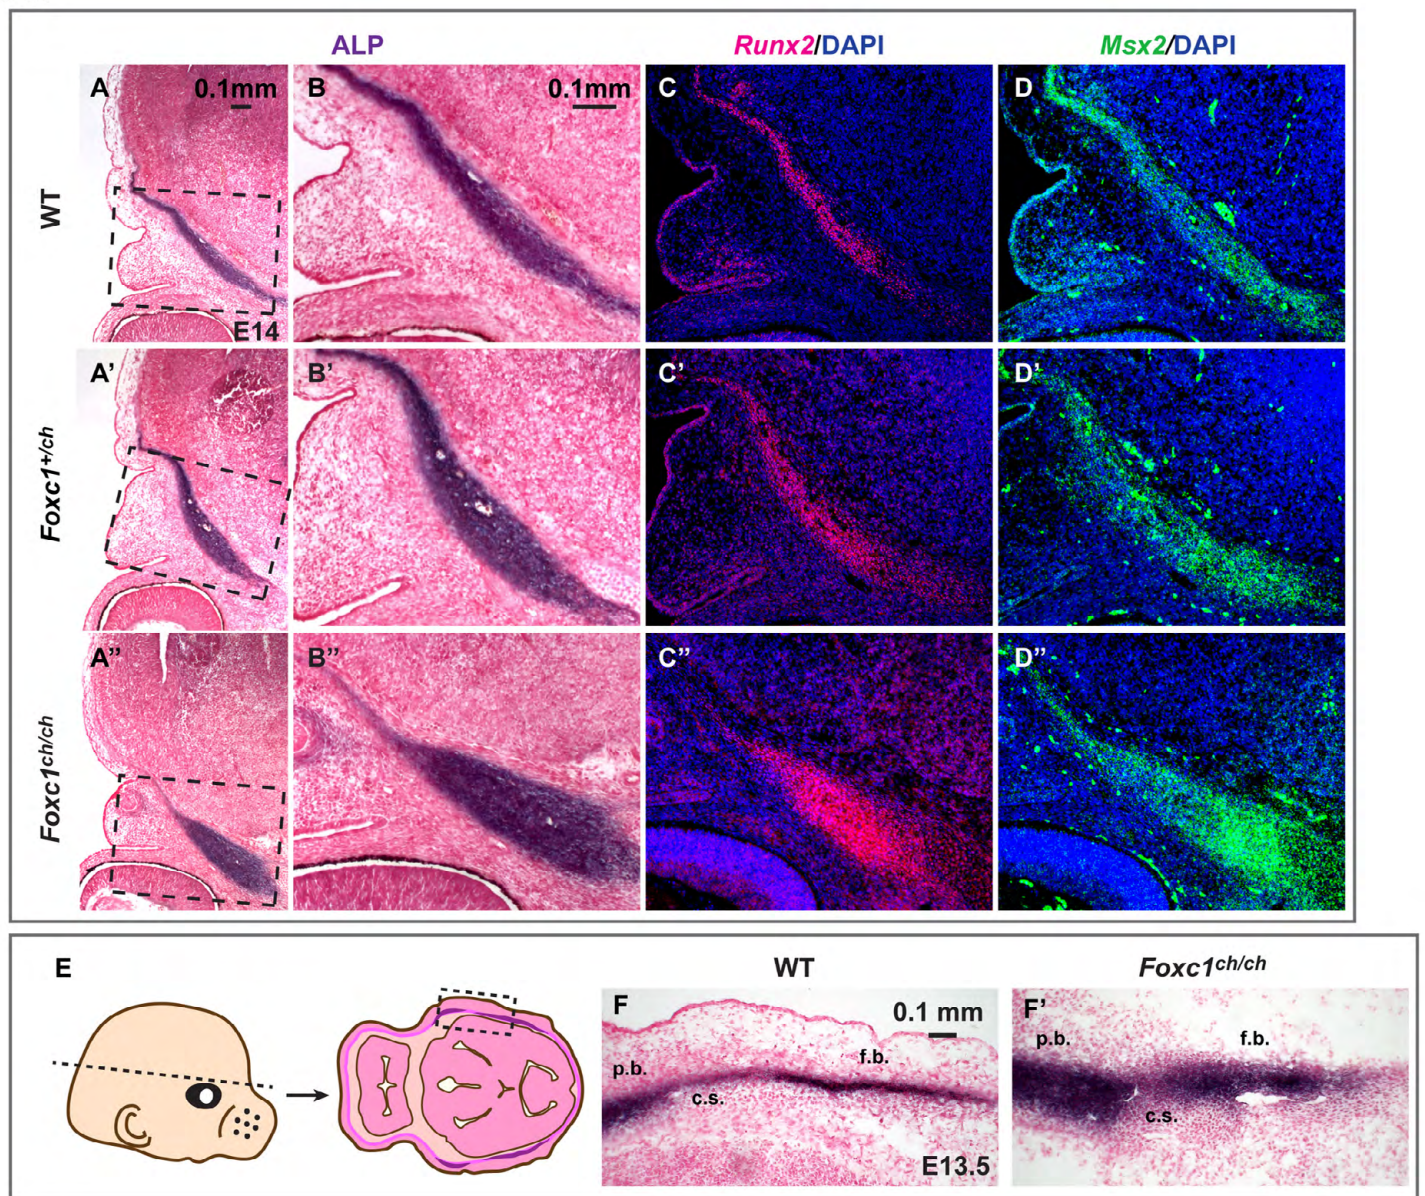 ALP Runx2/DAPI Msx2/DAPI
A 0.1mm B 0.1mm C D
WT
E14
A’ B’ C’ D’
Foxc1+/ch
A” B” C” D”
Foxc1ch/ch
E WT Foxc1ch/ch
F 0.1 mm F’
p.b. f.b. p.b. f.b.
c.s. c.s.
E13.5